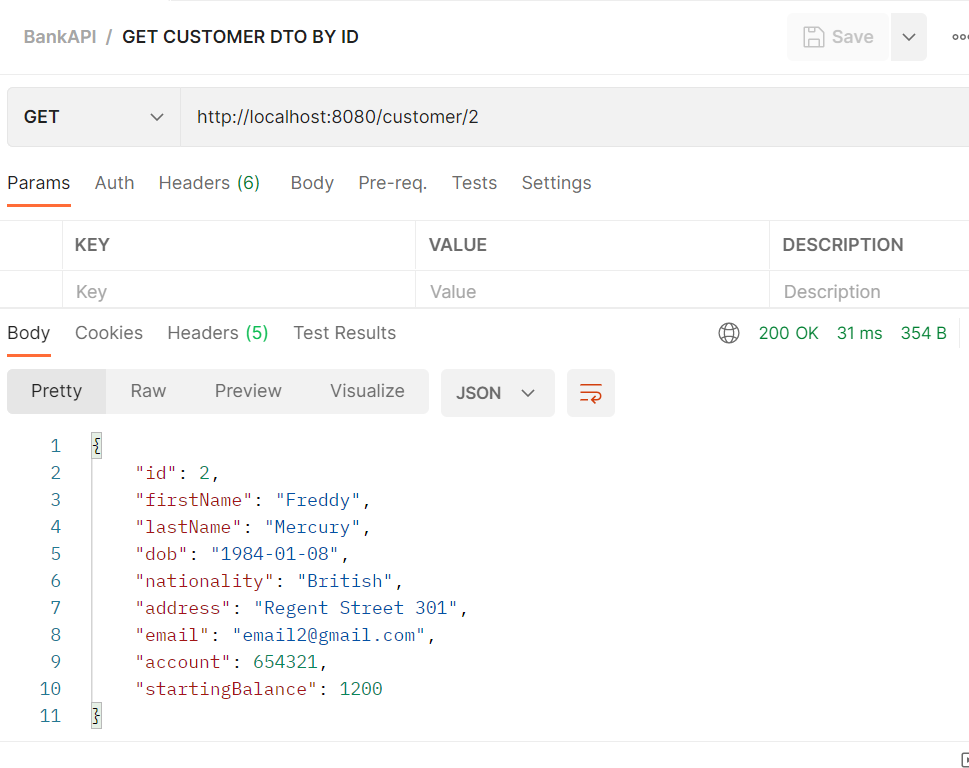 BankAPI / GET CUSTOMER DTO BY ID
Save
GET http://localhost:8080/customer/2
Params Auth Headers (6) Body Pre-req. Tests Settings
KEY VALUE DESCRIPTION
Key Value Description
Body Cookies Headers (5) Test Results 200 OK 31 ms 354 B
Pretty Raw Preview Visualize JSON
1 {
2 "id": 2,
3 "firstName": "Freddy",
4 "lastName": "Mercury",
5 "dob": "1984-01-08",
6 "nationality": "British",
7 "address": "Regent Street 301",
8 "email": "email2@gmail.com",
9 "account": 654321,
10 "startingBalance": 1200
11 }